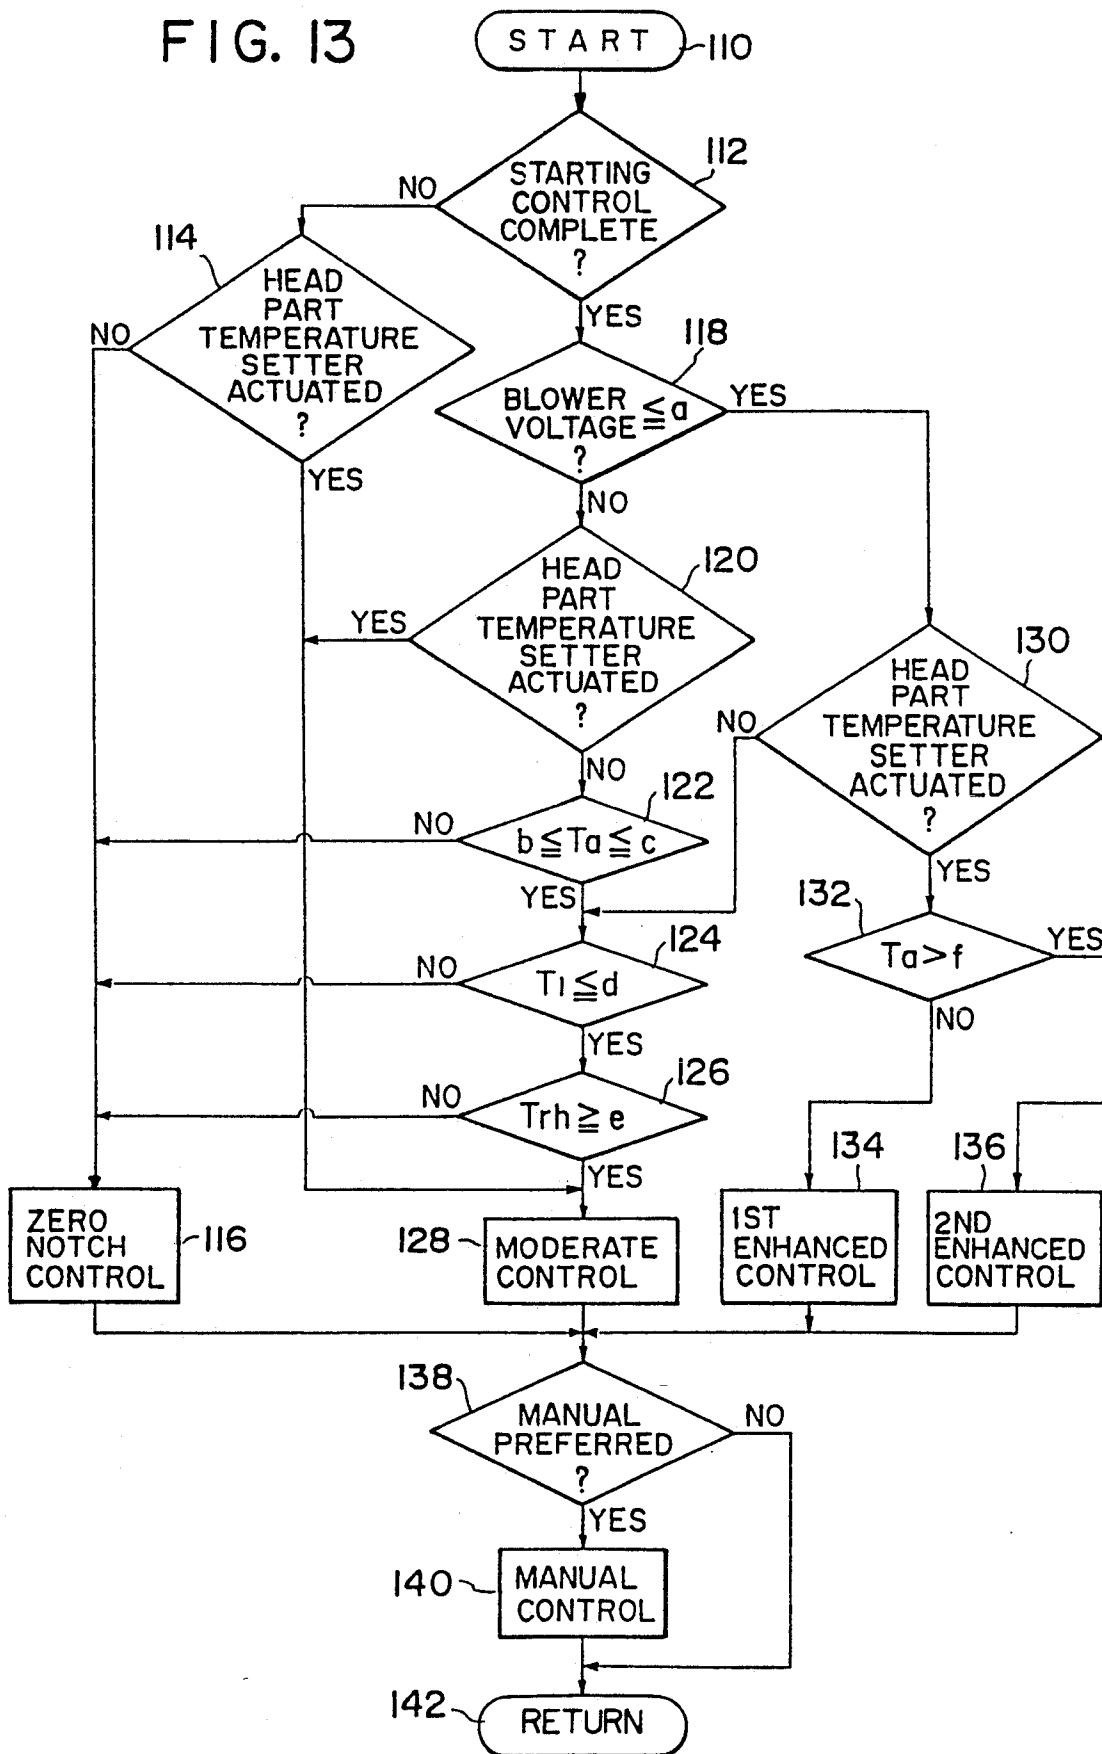 FIG. 13
START
110
STARTING
CONTROL
COMPLETE
?
112
NO
YES
114
HEAD
PART
TEMPERATURE
SETTER
ACTUATED
?
NO
YES
118
BLOWER
VOLTAGE ≦ a
?
YES
NO
120
HEAD
PART
TEMPERATURE
SETTER
ACTUATED
?
YES
NO
130
HEAD
PART
TEMPERATURE
SETTER
ACTUATED
?
NO
YES
122
b ≦ Ta ≦ c
NO
YES
132
Ta > f
YES
NO
124
T1 ≦ d
NO
YES
126
Trh ≧ e
NO
YES
ZERO
NOTCH
CONTROL
116
128
MODERATE
CONTROL
134
1ST
ENHANCED
CONTROL
136
2ND
ENHANCED
CONTROL
138
MANUAL
PREFERRED
?
NO
YES
140
MANUAL
CONTROL
142
RETURN